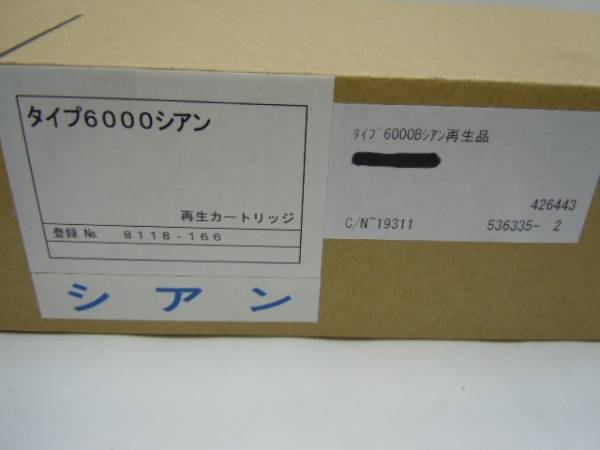 タイプ6000シアン
再生カートリッジ
登録 No. 8118-166
シアン
ﾀｲﾌﾟ6000Bｼｱﾝ再生品
426443
C/N~19311 536335- 2